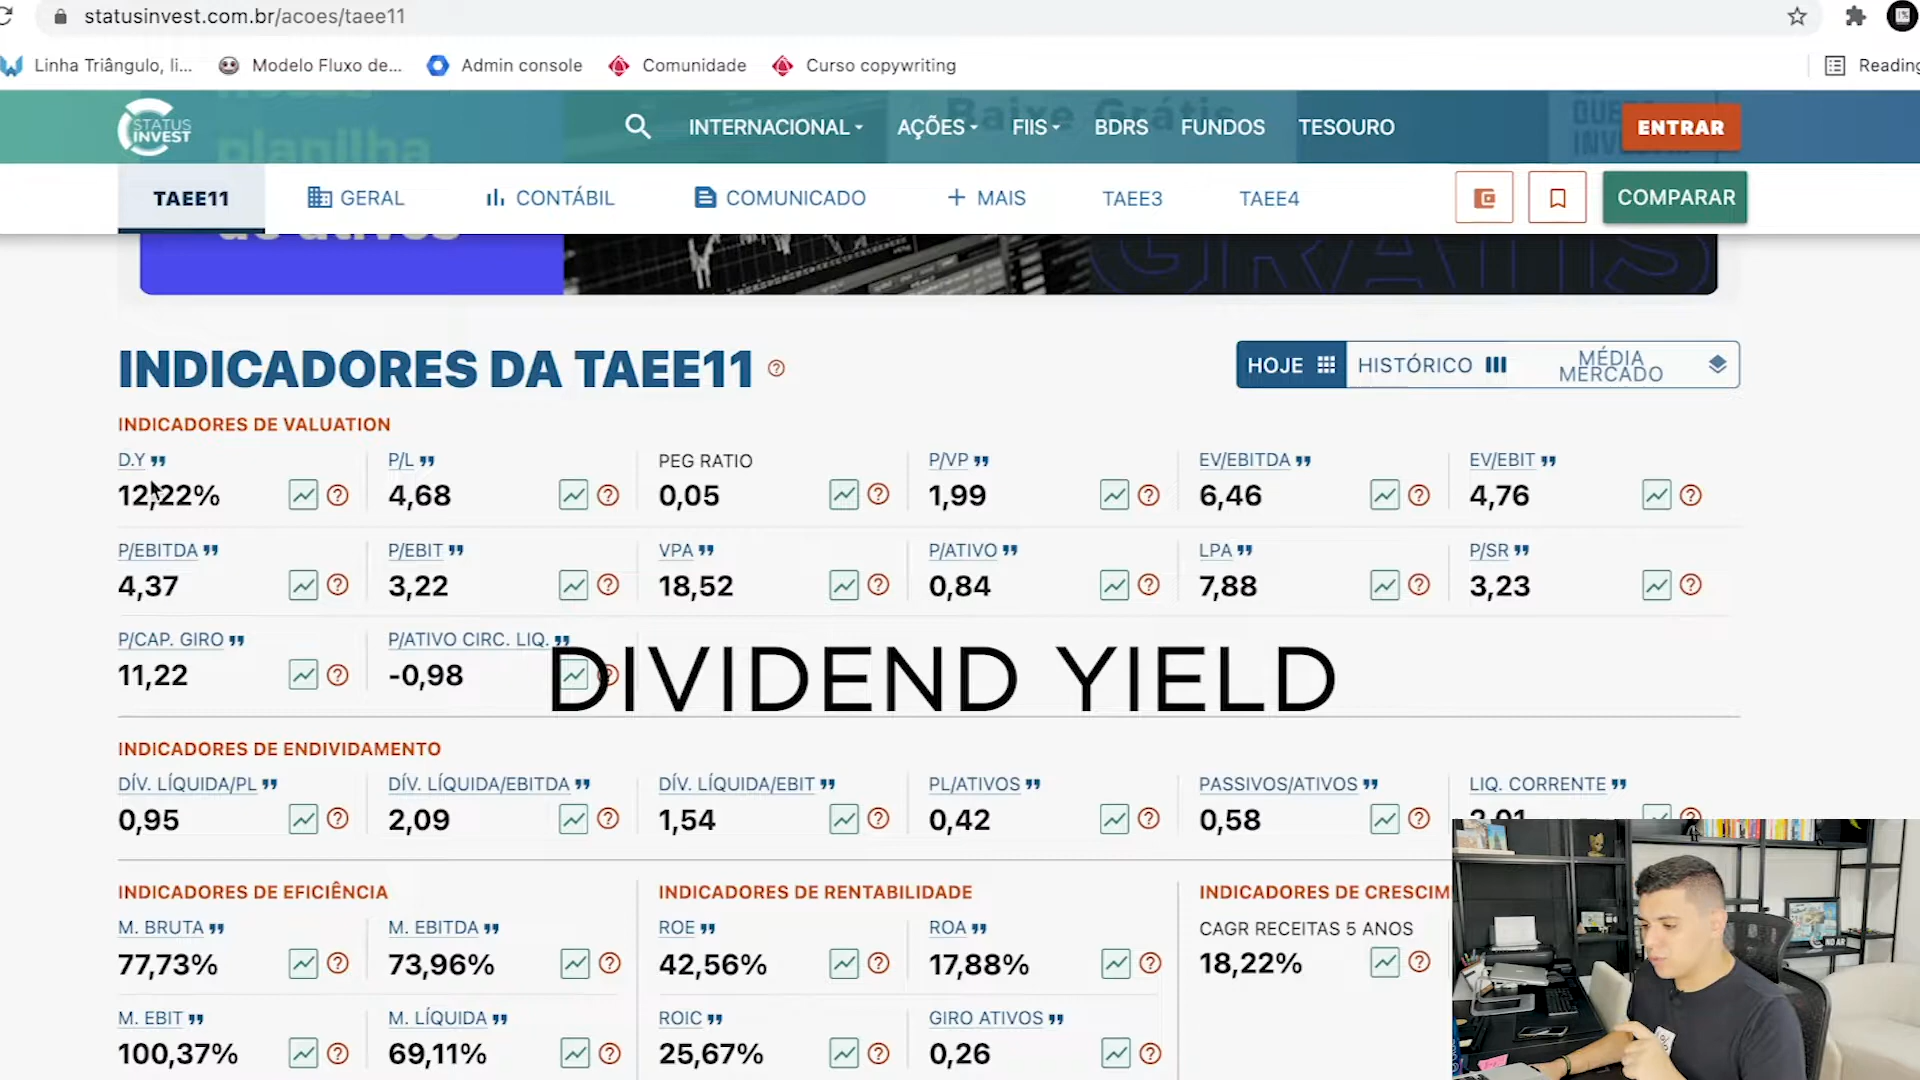 statusinvest.com.br/acoes/taee11
Linha Triângulo, li... Modelo Fluxo de... Admin console Comunidade Curso copywriting Reading
STATUS INVEST
INTERNACIONAL AÇÕES FIIS BDRS FUNDOS TESOURO ENTRAR
planilha
Baixe Grátis
TAEE11 GERAL CONTÁBIL COMUNICADO + MAIS TAEE3 TAEE4 COMPARAR
de ativos
GRÁTIS
INDICADORES DA TAEE11
HOJE HISTÓRICO MÉDIA MERCADO
INDICADORES DE VALUATION
D.Y P/L PEG RATIO P/VP EV/EBITDA EV/EBIT
12,22% 4,68 0,05 1,99 6,46 4,76
P/EBITDA P/EBIT VPA P/ATIVO LPA P/SR
4,37 3,22 18,52 0,84 7,88 3,23
P/CAP. GIRO P/ATIVO CIRC. LIQ.
11,22 -0,98
DIVIDEND YIELD
INDICADORES DE ENDIVIDAMENTO
DÍV. LÍQUIDA/PL DÍV. LÍQUIDA/EBITDA DÍV. LÍQUIDA/EBIT PL/ATIVOS PASSIVOS/ATIVOS LIQ. CORRENTE
0,95 2,09 1,54 0,42 0,58 2,01
INDICADORES DE EFICIÊNCIA INDICADORES DE RENTABILIDADE INDICADORES DE CRESCIM
M. BRUTA M. EBITDA ROE ROA CAGR RECEITAS 5 ANOS
77,73% 73,96% 42,56% 17,88% 18,22%
M. EBIT M. LÍQUIDA ROIC GIRO ATIVOS
100,37% 69,11% 25,67% 0,26